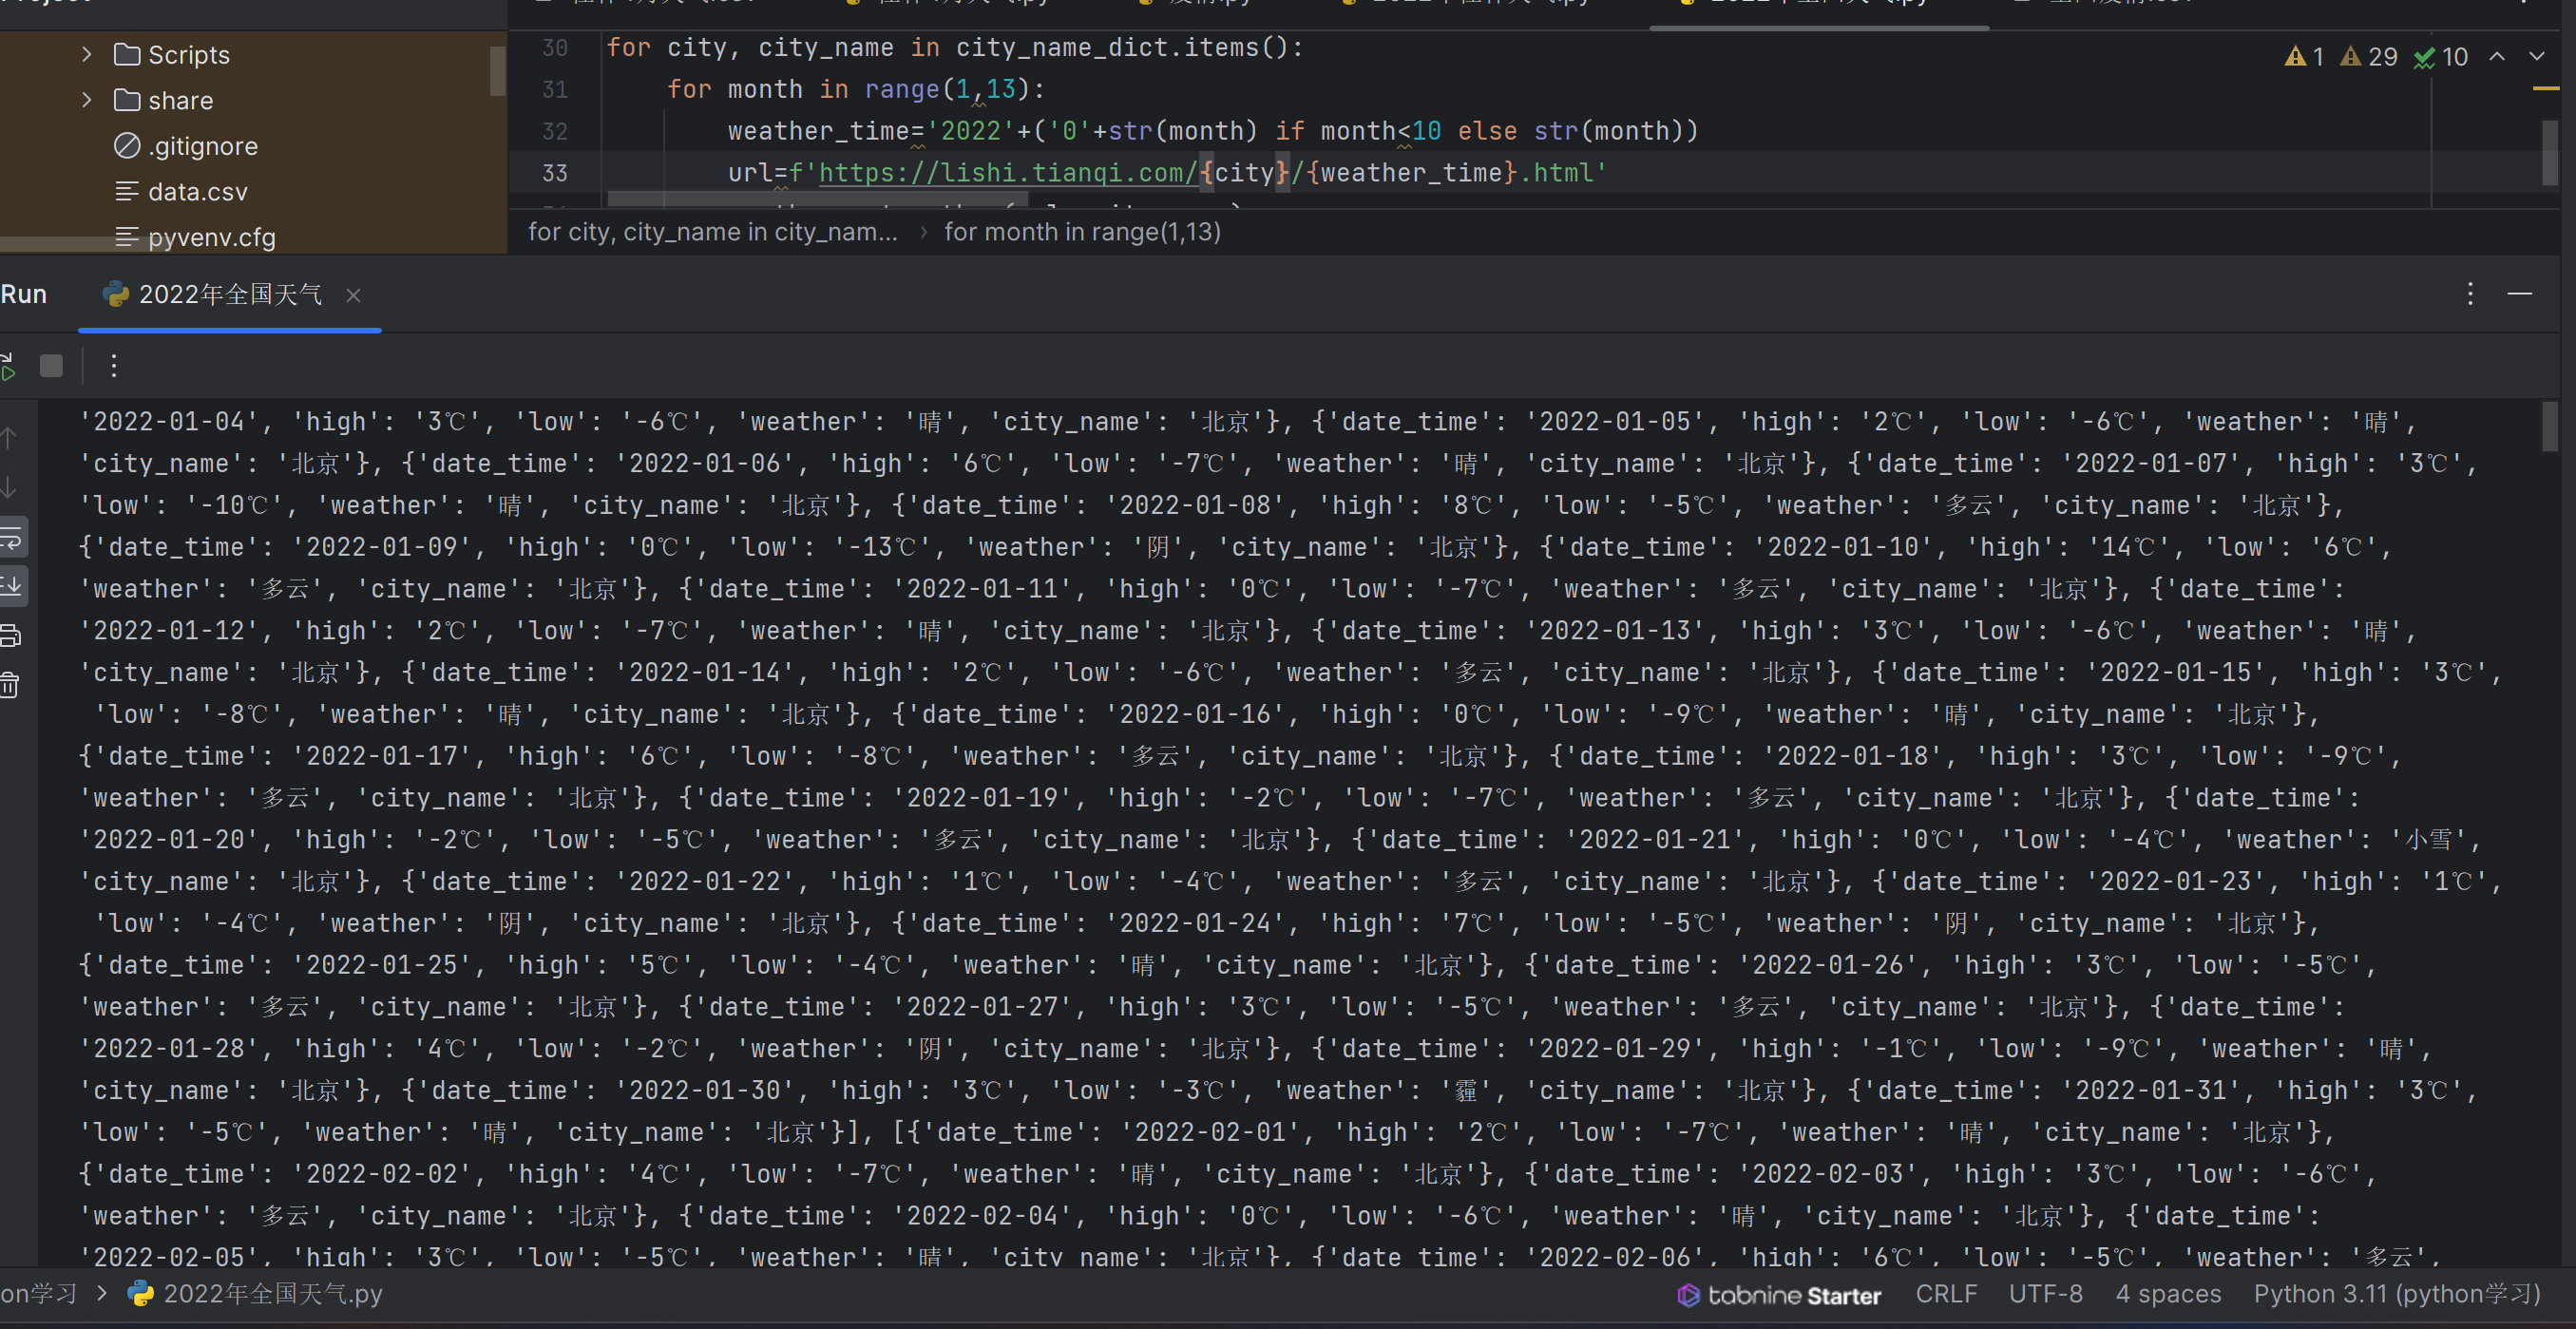 Scripts
share
.gitignore
data.csv
pyvenv.cfg
30 for city, city_name in city_name_dict.items():
31 for month in range(1,13):
32 weather_time='2022'+('0'+str(month) if month<10 else str(month))
33 url=f'https://lishi.tianqi.com/{city}/{weather_time}.html'
1 29 10
for city, city_name in city_nam... › for month in range(1,13)
Run 2022年全国天气
'2022-01-04', 'high': '3℃', 'low': '-6℃', 'weather': '晴', 'city_name': '北京'}, {'date_time': '2022-01-05', 'high': '2℃', 'low': '-6℃', 'weather': '晴',
'city_name': '北京'}, {'date_time': '2022-01-06', 'high': '6℃', 'low': '-7℃', 'weather': '晴', 'city_name': '北京'}, {'date_time': '2022-01-07', 'high': '3℃',
'low': '-10℃', 'weather': '晴', 'city_name': '北京'}, {'date_time': '2022-01-08', 'high': '8℃', 'low': '-5℃', 'weather': '多云', 'city_name': '北京'},
{'date_time': '2022-01-09', 'high': '0℃', 'low': '-13℃', 'weather': '阴', 'city_name': '北京'}, {'date_time': '2022-01-10', 'high': '14℃', 'low': '6℃',
'weather': '多云', 'city_name': '北京'}, {'date_time': '2022-01-11', 'high': '0℃', 'low': '-7℃', 'weather': '多云', 'city_name': '北京'}, {'date_time':
'2022-01-12', 'high': '2℃', 'low': '-7℃', 'weather': '晴', 'city_name': '北京'}, {'date_time': '2022-01-13', 'high': '3℃', 'low': '-6℃', 'weather': '晴',
'city_name': '北京'}, {'date_time': '2022-01-14', 'high': '2℃', 'low': '-6℃', 'weather': '多云', 'city_name': '北京'}, {'date_time': '2022-01-15', 'high': '3℃',
'low': '-8℃', 'weather': '晴', 'city_name': '北京'}, {'date_time': '2022-01-16', 'high': '0℃', 'low': '-9℃', 'weather': '晴', 'city_name': '北京'},
{'date_time': '2022-01-17', 'high': '6℃', 'low': '-8℃', 'weather': '多云', 'city_name': '北京'}, {'date_time': '2022-01-18', 'high': '3℃', 'low': '-9℃',
'weather': '多云', 'city_name': '北京'}, {'date_time': '2022-01-19', 'high': '-2℃', 'low': '-7℃', 'weather': '多云', 'city_name': '北京'}, {'date_time':
'2022-01-20', 'high': '-2℃', 'low': '-5℃', 'weather': '多云', 'city_name': '北京'}, {'date_time': '2022-01-21', 'high': '0℃', 'low': '-4℃', 'weather': '小雪',
'city_name': '北京'}, {'date_time': '2022-01-22', 'high': '1℃', 'low': '-4℃', 'weather': '多云', 'city_name': '北京'}, {'date_time': '2022-01-23', 'high': '1℃',
'low': '-4℃', 'weather': '阴', 'city_name': '北京'}, {'date_time': '2022-01-24', 'high': '7℃', 'low': '-5℃', 'weather': '阴', 'city_name': '北京'},
{'date_time': '2022-01-25', 'high': '5℃', 'low': '-4℃', 'weather': '晴', 'city_name': '北京'}, {'date_time': '2022-01-26', 'high': '3℃', 'low': '-5℃',
'weather': '多云', 'city_name': '北京'}, {'date_time': '2022-01-27', 'high': '3℃', 'low': '-5℃', 'weather': '多云', 'city_name': '北京'}, {'date_time':
'2022-01-28', 'high': '4℃', 'low': '-2℃', 'weather': '阴', 'city_name': '北京'}, {'date_time': '2022-01-29', 'high': '-1℃', 'low': '-9℃', 'weather': '晴',
'city_name': '北京'}, {'date_time': '2022-01-30', 'high': '3℃', 'low': '-3℃', 'weather': '霾', 'city_name': '北京'}, {'date_time': '2022-01-31', 'high': '3℃',
'low': '-5℃', 'weather': '晴', 'city_name': '北京'}], [{'date_time': '2022-02-01', 'high': '2℃', 'low': '-7℃', 'weather': '晴', 'city_name': '北京'},
{'date_time': '2022-02-02', 'high': '4℃', 'low': '-7℃', 'weather': '晴', 'city_name': '北京'}, {'date_time': '2022-02-03', 'high': '3℃', 'low': '-6℃',
'weather': '多云', 'city_name': '北京'}, {'date_time': '2022-02-04', 'high': '0℃', 'low': '-6℃', 'weather': '晴', 'city_name': '北京'}, {'date_time':
'2022-02-05', 'high': '3℃', 'low': '-5℃', 'weather': '晴', 'city_name': '北京'}, {'date_time': '2022-02-06', 'high': '6℃', 'low': '-5℃', 'weather': '多云',
on学习 › 2022年全国天气.py
tabnine Starter CRLF UTF-8 4 spaces Python 3.11 (python学习)